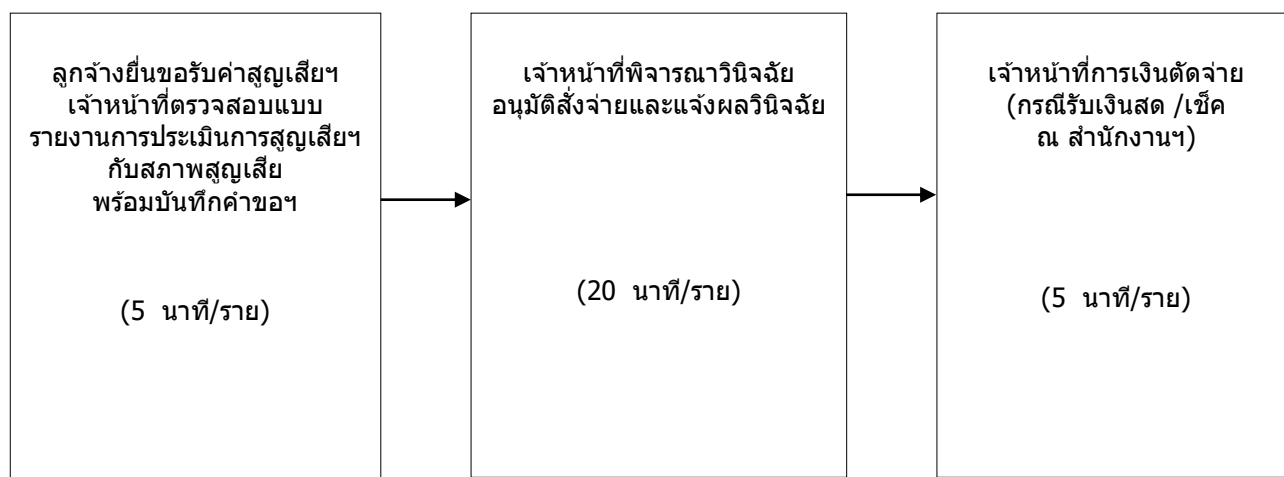 ลูกจ้างยื่นขอรับค่าสูญเสียฯ
เจ้าหน้าที่ตรวจสอบแบบ
รายงานการประเมินการสูญเสียฯ
กับสภาพสูญเสีย
พร้อมบันทึกคำขอฯ
(5 นาที/ราย)
เจ้าหน้าที่พิจารณาวินิจฉัย
อนุมัติสั่งจ่ายและแจ้งผลวินิจฉัย
(20 นาที/ราย)
เจ้าหน้าที่การเงินตัดจ่าย
(กรณีรับเงินสด /เช็ค
ณ สำนักงานฯ)
(5 นาที/ราย)